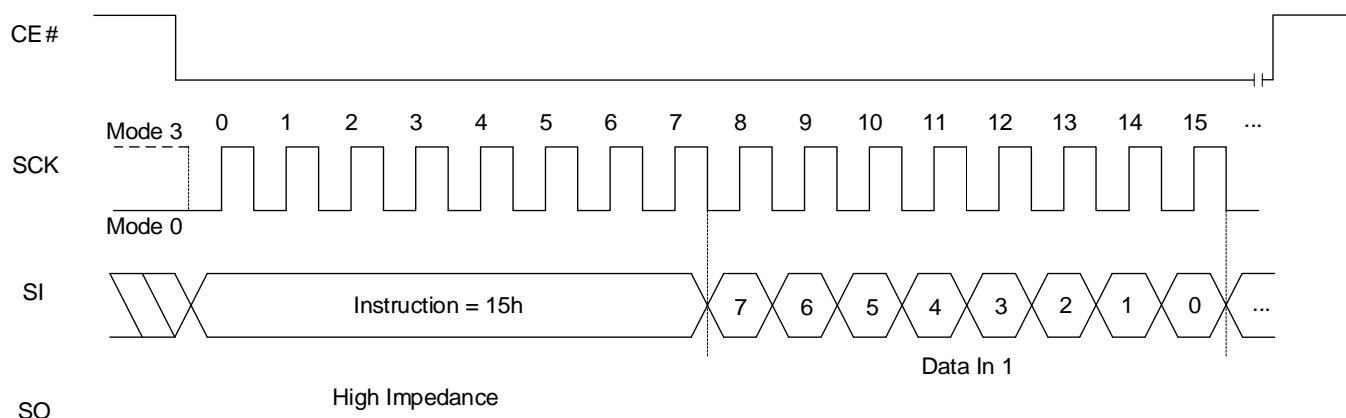 CE#
Mode 3 0 1 2 3 4 5 6 7 8 9 10 11 12 13 14 15 ...
SCK
Mode 0
SI Instruction = 15h 7 6 5 4 3 2 1 0 ...
Data In 1
High Impedance
SO